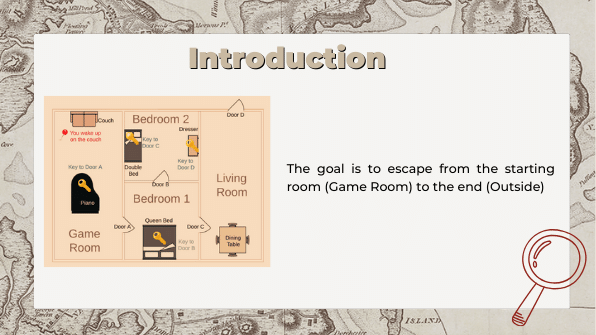 Introduction
Couch
You wake up
on the couch
Bedroom 2
Door D
Dresser
Key to
Door C
Key to
Door D
Double
Bed
Key to Door A
Piano
Door B
Living
Room
Bedroom 1
Queen Bed
Door A
Door C
Key to
Door B
Dining
Table
Game
Room
The goal is to escape from the starting
room (Game Room) to the end (Outside)
ISLAND